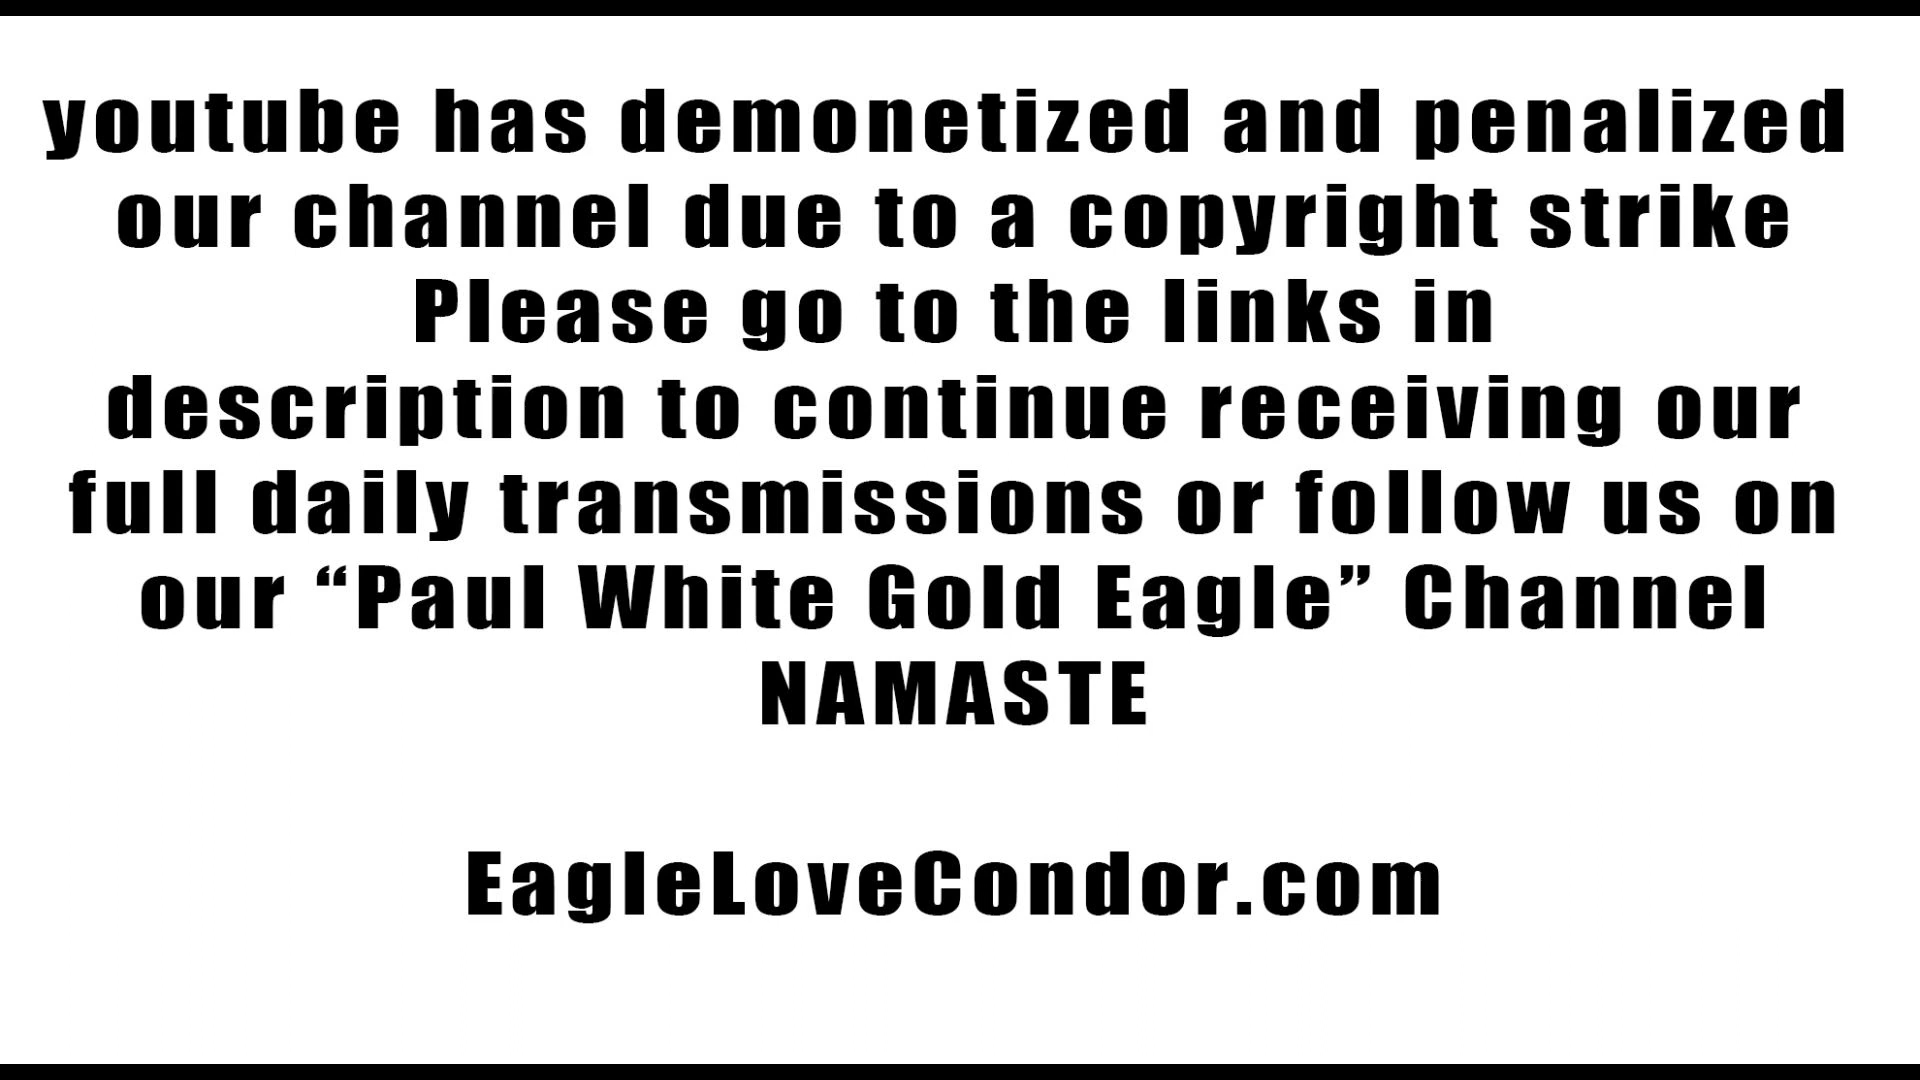 youtube has demonetized and penalized
our channel due to a copyright strike
Please go to the links in
description to continue receiving our
full daily transmissions or follow us on
our “Paul White Gold Eagle” Channel
NAMASTE
EagleLoveCondor.com